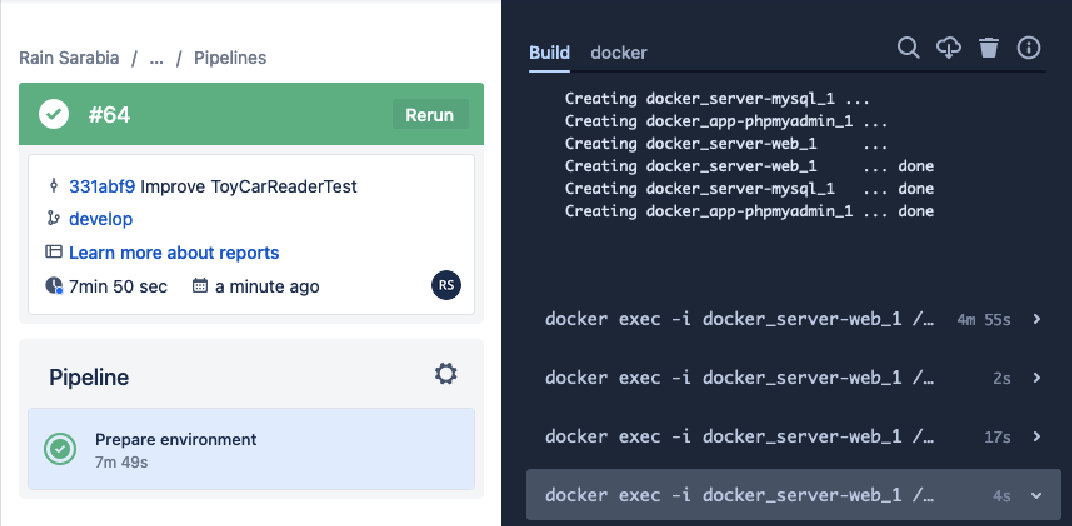 Rain Sarabia / ... / Pipelines
#64 Rerun
331abf9 Improve ToyCarReaderTest
develop
Learn more about reports
7min 50 sec a minute ago RS
Pipeline
Prepare environment
7m 49s
Build docker
Creating docker_server-mysql_1 ...
Creating docker_app-phpmyadmin_1 ...
Creating docker_server-web_1 ...
Creating docker_server-web_1 ... done
Creating docker_server-mysql_1 ... done
Creating docker_app-phpmyadmin_1 ... done
docker exec -i docker_server-web_1 /… 4m 55s
docker exec -i docker_server-web_1 /… 2s
docker exec -i docker_server-web_1 /… 17s
docker exec -i docker_server-web_1 /… 4s